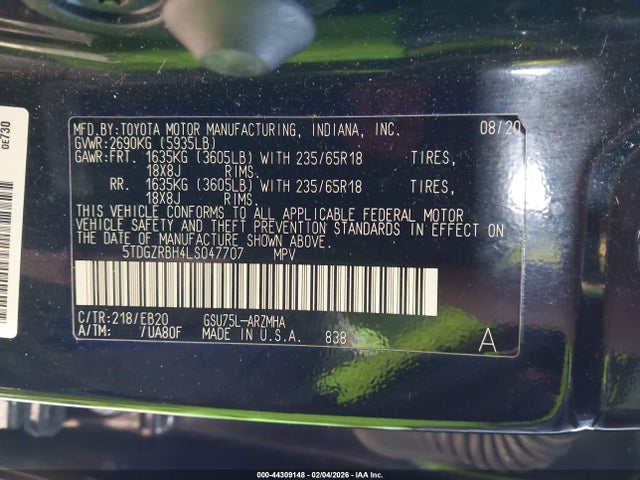 MFD.BY:TOYOTA MOTOR MANUFACTURING, INDIANA, INC. 08/20
GVWR:2690KG (5935LB)
GAWR:FRT. 1635KG (3605LB) WITH 235/65R18 TIRES,
18X8J RIMS.
RR. 1635KG (3605LB) WITH 235/65R18 TIRES,
18X8J RIMS.
THIS VEHICLE CONFORMS TO ALL APPLICABLE FEDERAL MOTOR
VEHICLE SAFETY AND THEFT PREVENTION STANDARDS IN EFFECT ON
THE DATE OF MANUFACTURE SHOWN ABOVE.
5TDGZRBH4LS047707 MPV
C/TR:218/EB20 GSU75L-ARZMHA
A/TM: 7UA80F MADE IN U.S.A. 838 A
0E730
000-44309148 - 02/04/2026 - IAA Inc.